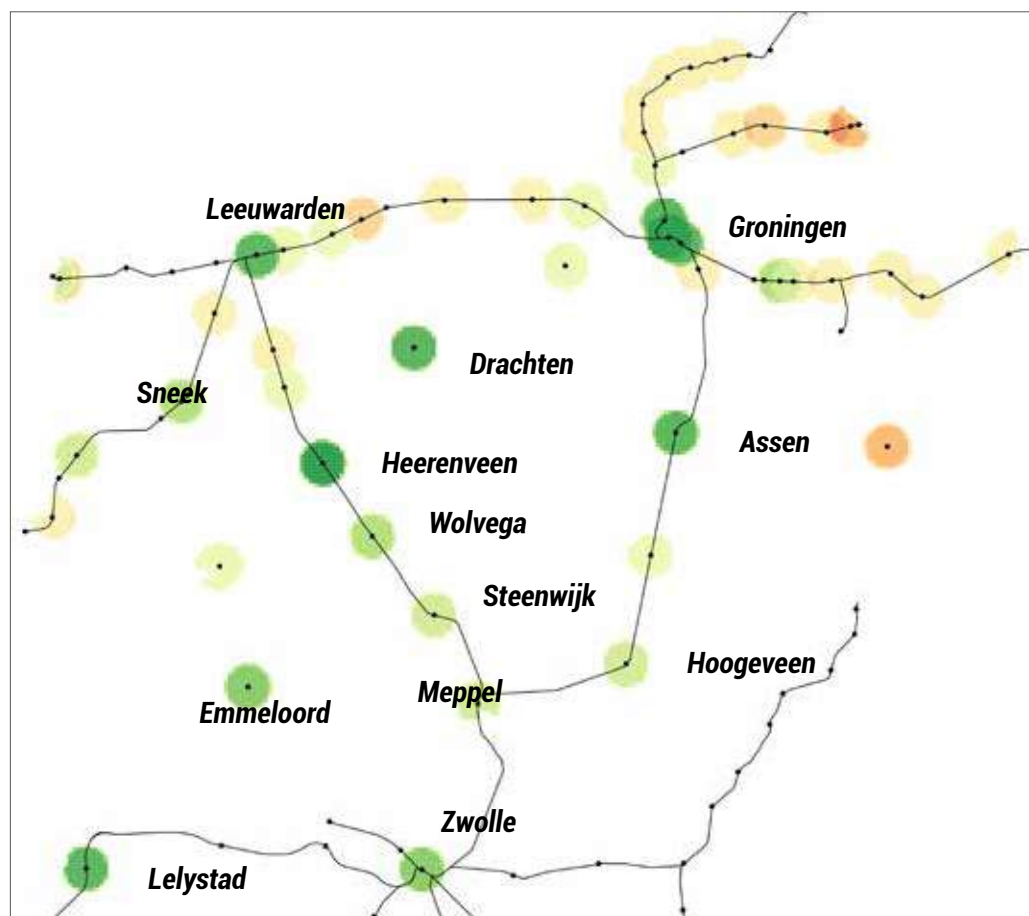 Leeuwarden
Groningen
Drachten
Sneek
Assen
Heerenveen
Wolvega
Steenwijk
Hoogeveen
Meppel
Emmeloord
Zwolle
Lelystad